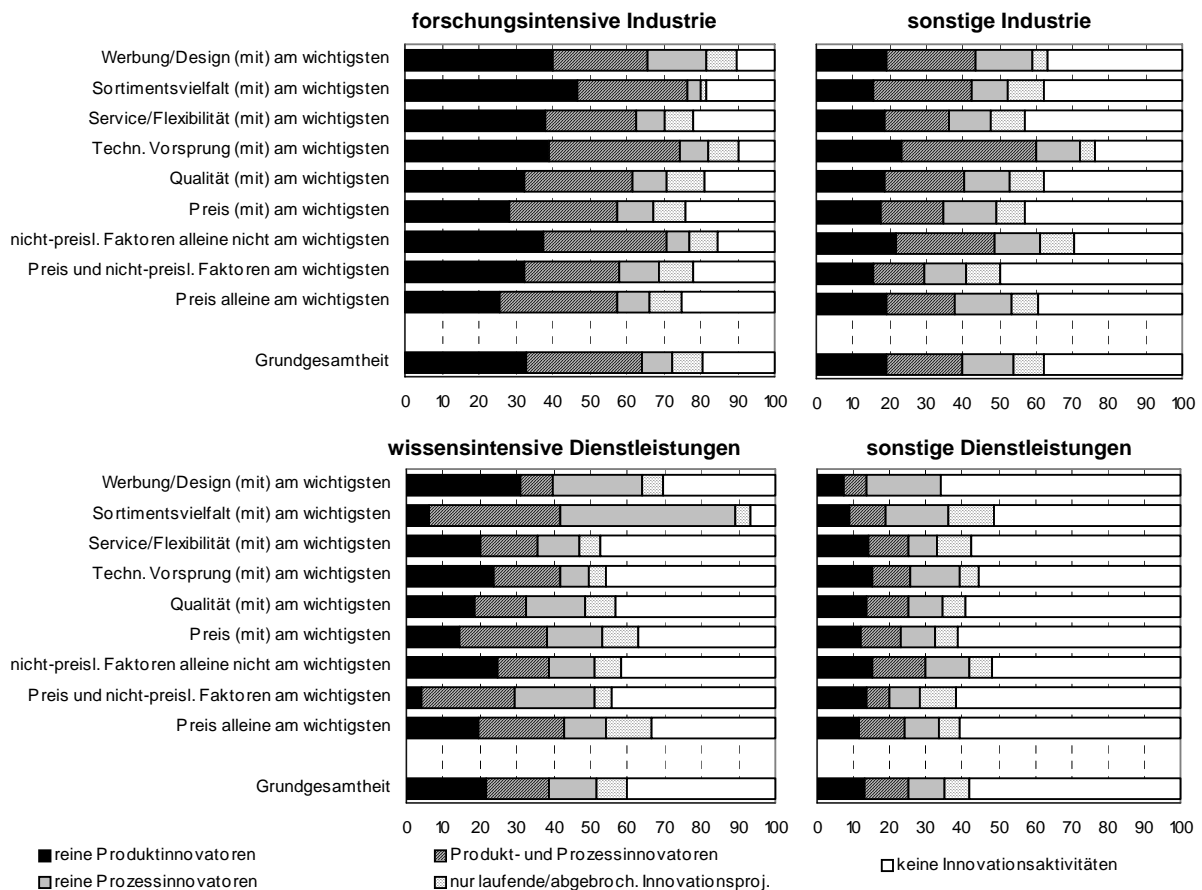 forschungsintensive Industrie
sonstige Industrie
Werbung/Design (mit) am wichtigsten
Sortimentsvielfalt (mit) am wichtigsten
Service/Flexibilität (mit) am wichtigsten
Techn. Vorsprung (mit) am wichtigsten
Qualität (mit) am wichtigsten
Preis (mit) am wichtigsten
nicht-preisl. Faktoren alleine nicht am wichtigsten
Preis und nicht-preisl. Faktoren am wichtigsten
Preis alleine am wichtigsten
Grundgesamtheit
0 10 20 30 40 50 60 70 80 90 100
0 10 20 30 40 50 60 70 80 90 100
wissensintensive Dienstleistungen
sonstige Dienstleistungen
Werbung/Design (mit) am wichtigsten
Sortimentsvielfalt (mit) am wichtigsten
Service/Flexibilität (mit) am wichtigsten
Techn. Vorsprung (mit) am wichtigsten
Qualität (mit) am wichtigsten
Preis (mit) am wichtigsten
nicht-preisl. Faktoren alleine nicht am wichtigsten
Preis und nicht-preisl. Faktoren am wichtigsten
Preis alleine am wichtigsten
Grundgesamtheit
0 10 20 30 40 50 60 70 80 90 100
0 10 20 30 40 50 60 70 80 90 100
reine Produktinnovatoren
Produkt- und Prozessinnovatoren
keine Innovationsaktivitäten
reine Prozessinnovatoren
nur laufende/abgebroch. Innovationsproj.